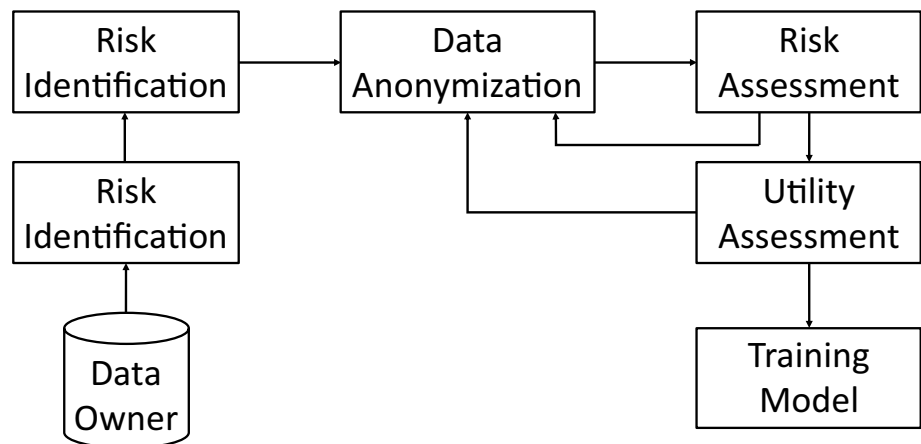 Risk
Identification
Data
Anonymization
Risk
Assessment
Risk
Identification
Utility
Assessment
Data
Owner
Training
Model